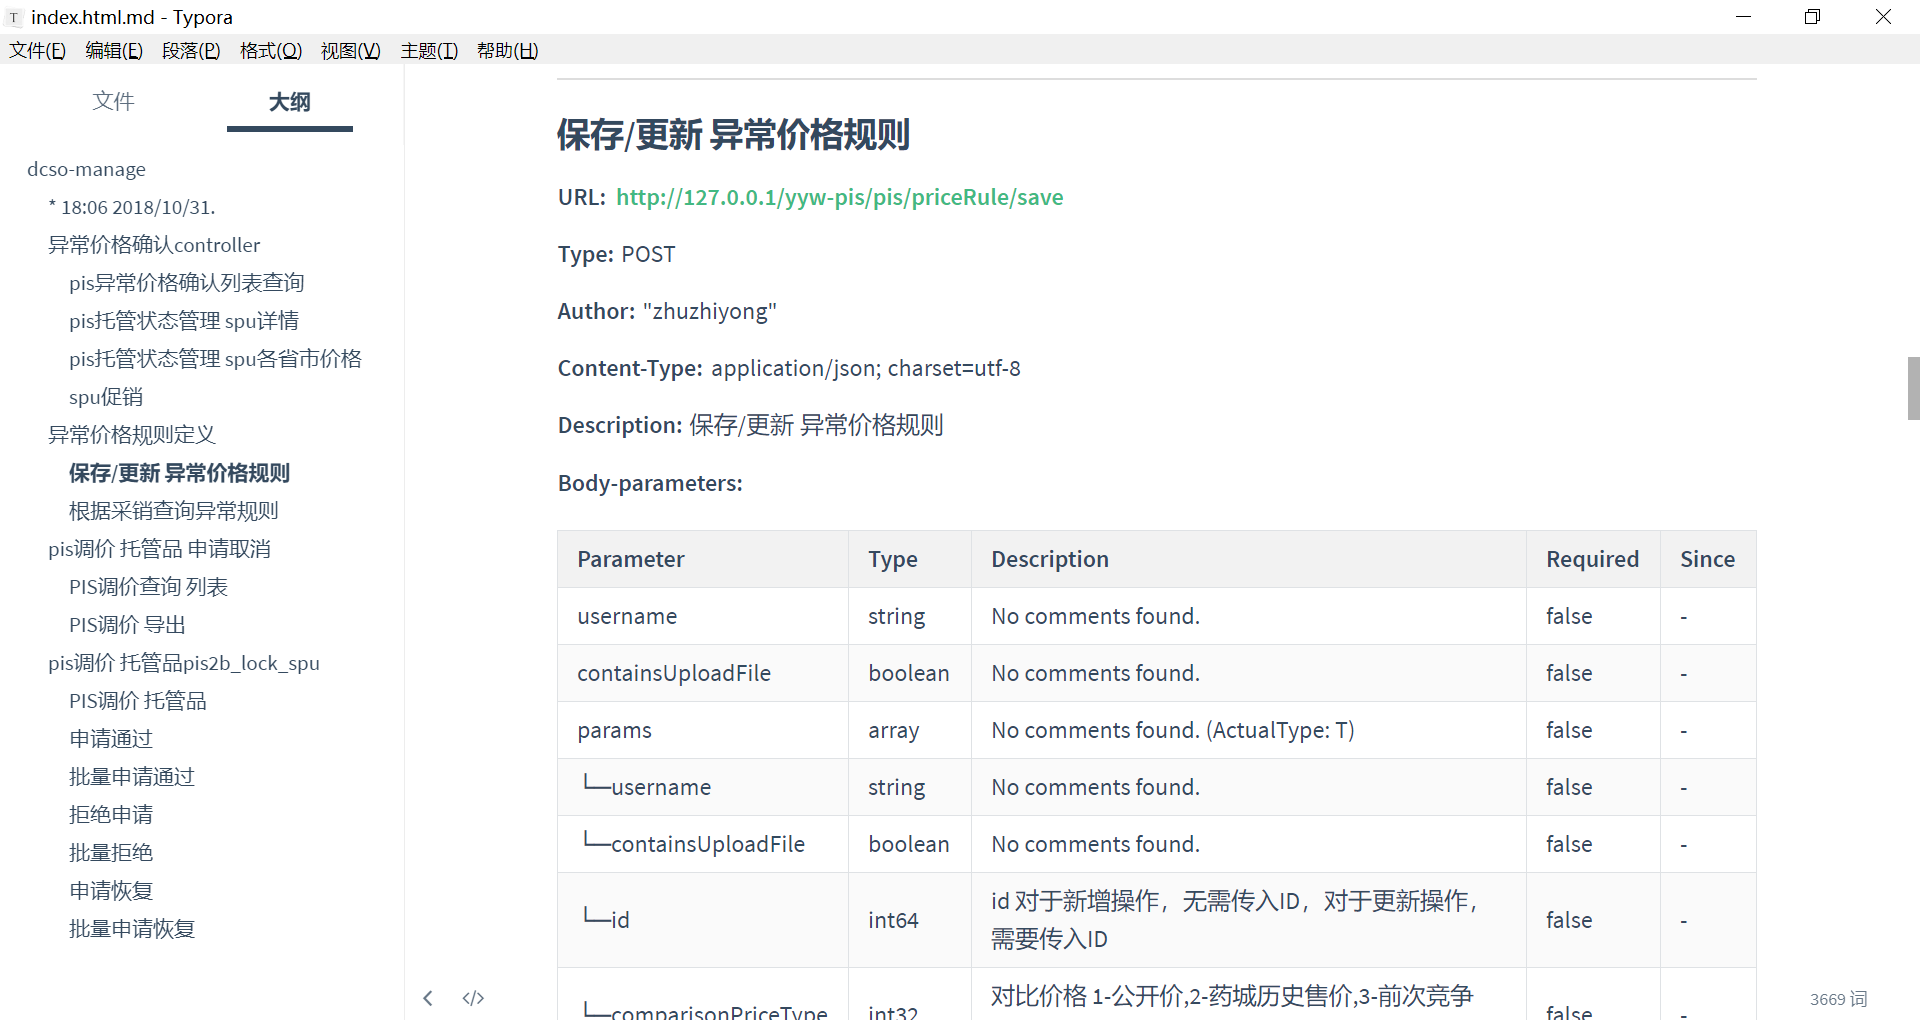 index.html.md - Typora
文件(F) 编辑(E) 段落(P) 格式(O) 视图(V) 主题(T) 帮助(H)
文件 大纲
dcso-manage
* 18:06 2018/10/31.
异常价格确认controller
pis异常价格确认列表查询
pis托管状态管理 spu详情
pis托管状态管理 spu各省市价格
spu促销
异常价格规则定义
保存/更新 异常价格规则
根据采销查询异常规则
pis调价 托管品 申请取消
PIS调价查询 列表
PIS调价 导出
pis调价 托管品pis2b_lock_spu
PIS调价 托管品
申请通过
批量申请通过
拒绝申请
批量拒绝
申请恢复
批量申请恢复
保存/更新 异常价格规则
URL: http://127.0.0.1/yyw-pis/pis/priceRule/save
Type: POST
Author: "zhuzhiyong"
Content-Type: application/json; charset=utf-8
Description: 保存/更新 异常价格规则
Body-parameters:
Parameter Type Description Required Since
username string No comments found. false -
containsUploadFile boolean No comments found. false -
params array No comments found. (ActualType: T) false -
└─username string No comments found. false -
└─containsUploadFile boolean No comments found. false -
└─id int64 id 对于新增操作，无需传入ID，对于更新操作，
需要传入ID false -
└─comparisonPriceType int32 对比价格 1-公开价,2-药城历史售价,3-前次竞争 false -
3669 词